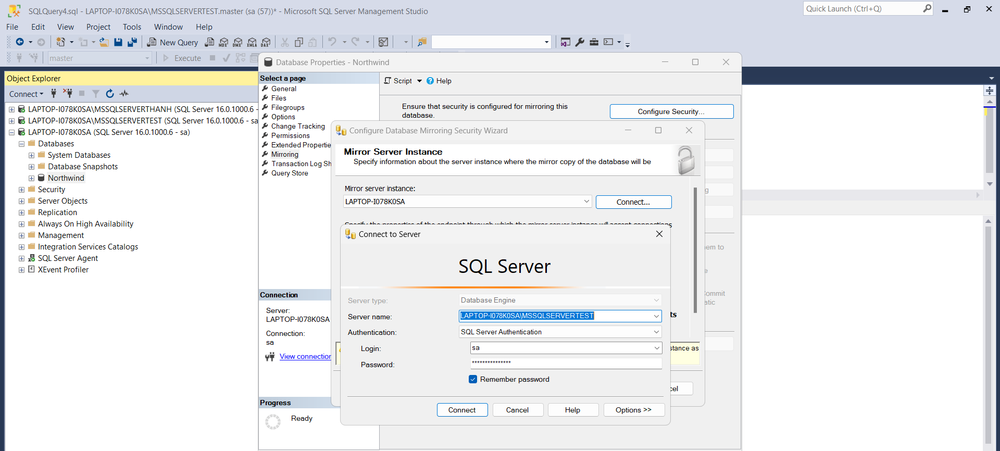 SQLQuery4.sql - LAPTOP-I078K0SA\MSSQLSERVERTEST.master (sa (57))* - Microsoft SQL Server Management Studio
Quick Launch (Ctrl+Q)
File Edit View Project Tools Window Help
New Query MDX DMX XMLA DAX
master Execute
Database Properties - Northwind
Object Explorer
Connect
LAPTOP-I078K0SA\MSSQLSERVERTHANH (SQL Server 16.0.1000.6 -
LAPTOP-I078K0SA\MSSQLSERVERTEST (SQL Server 16.0.1000.6 - sa
LAPTOP-I078K0SA (SQL Server 16.0.1000.6 - sa)
Databases
System Databases
Database Snapshots
Northwind
Security
Server Objects
Replication
Always On High Availability
Management
Integration Services Catalogs
SQL Server Agent
XEvent Profiler
Select a page
General
Files
Filegroups
Options
Change Tracking
Permissions
Extended Propertie
Mirroring
Transaction Log Sh
Query Store
Connection
Server:
LAPTOP-I078K0SA
Connection:
sa
View connection
Progress
Ready
Script Help
Ensure that security is configured for mirroring this
database.
Configure Security...
Configure Database Mirroring Security Wizard
Mirror Server Instance
Specify information about the server instance where the mirror copy of the database will be
Mirror server instance:
LAPTOP-I078K0SA
Connect...
Specify the properties of the endpoint through which the mirror server instance will accept connections
g
em to
e
ommit
atic
ts
stance as
cel
Connect to Server
SQL Server
Server type: Database Engine
Server name: LAPTOP-I078K0SA\MSSQLSERVERTEST
Authentication: SQL Server Authentication
Login: sa
Password: ***************
Remember password
Connect Cancel Help Options >>